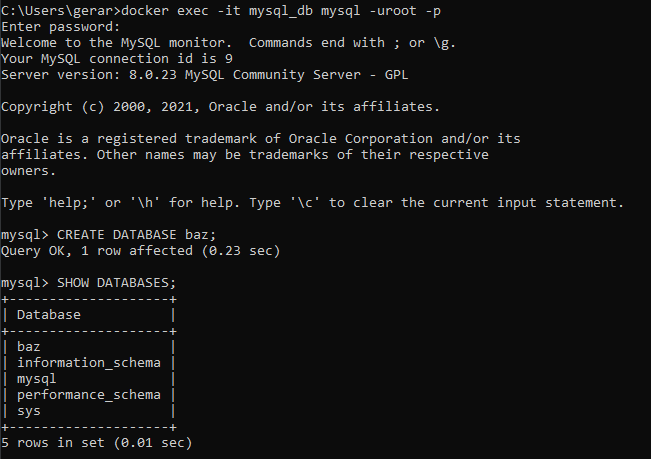 C:\Users\gerar>docker exec -it mysql_db mysql -uroot -p
Enter password:
Welcome to the MySQL monitor.  Commands end with ; or \g.
Your MySQL connection id is 9
Server version: 8.0.23 MySQL Community Server - GPL
Copyright (c) 2000, 2021, Oracle and/or its affiliates.
Oracle is a registered trademark of Oracle Corporation and/or its
affiliates. Other names may be trademarks of their respective
owners.
Type 'help;' or '\h' for help. Type '\c' to clear the current input statement.
mysql> CREATE DATABASE baz;
Query OK, 1 row affected (0.23 sec)
mysql> SHOW DATABASES;
+--------------------+
| Database           |
+--------------------+
| baz                |
| information_schema |
| mysql              |
| performance_schema |
| sys                |
+--------------------+
5 rows in set (0.01 sec)